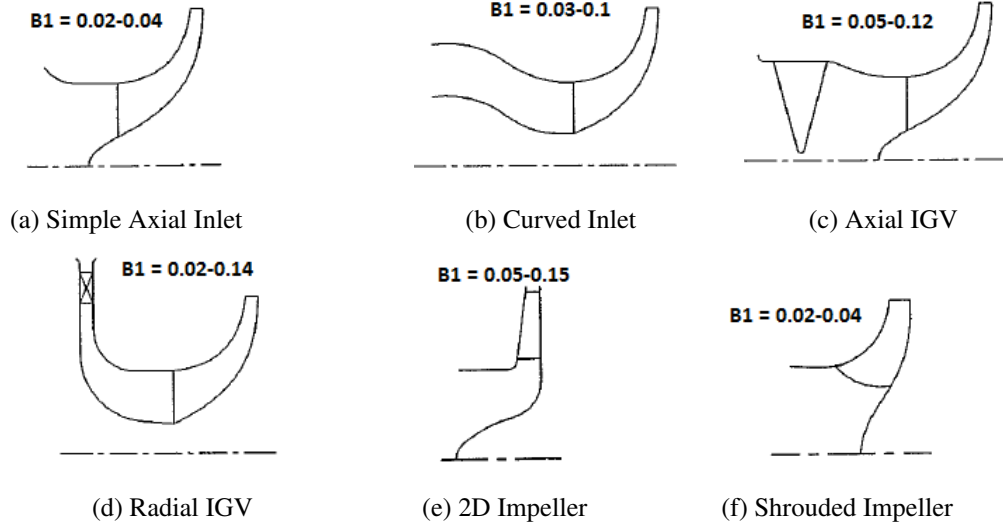 B1 = 0.02-0.04
B1 = 0.03-0.1
B1 = 0.05-0.12
(a) Simple Axial Inlet
(b) Curved Inlet
(c) Axial IGV
B1 = 0.02-0.14
B1 = 0.05-0.15
B1 = 0.02-0.04
(d) Radial IGV
(e) 2D Impeller
(f) Shrouded Impeller